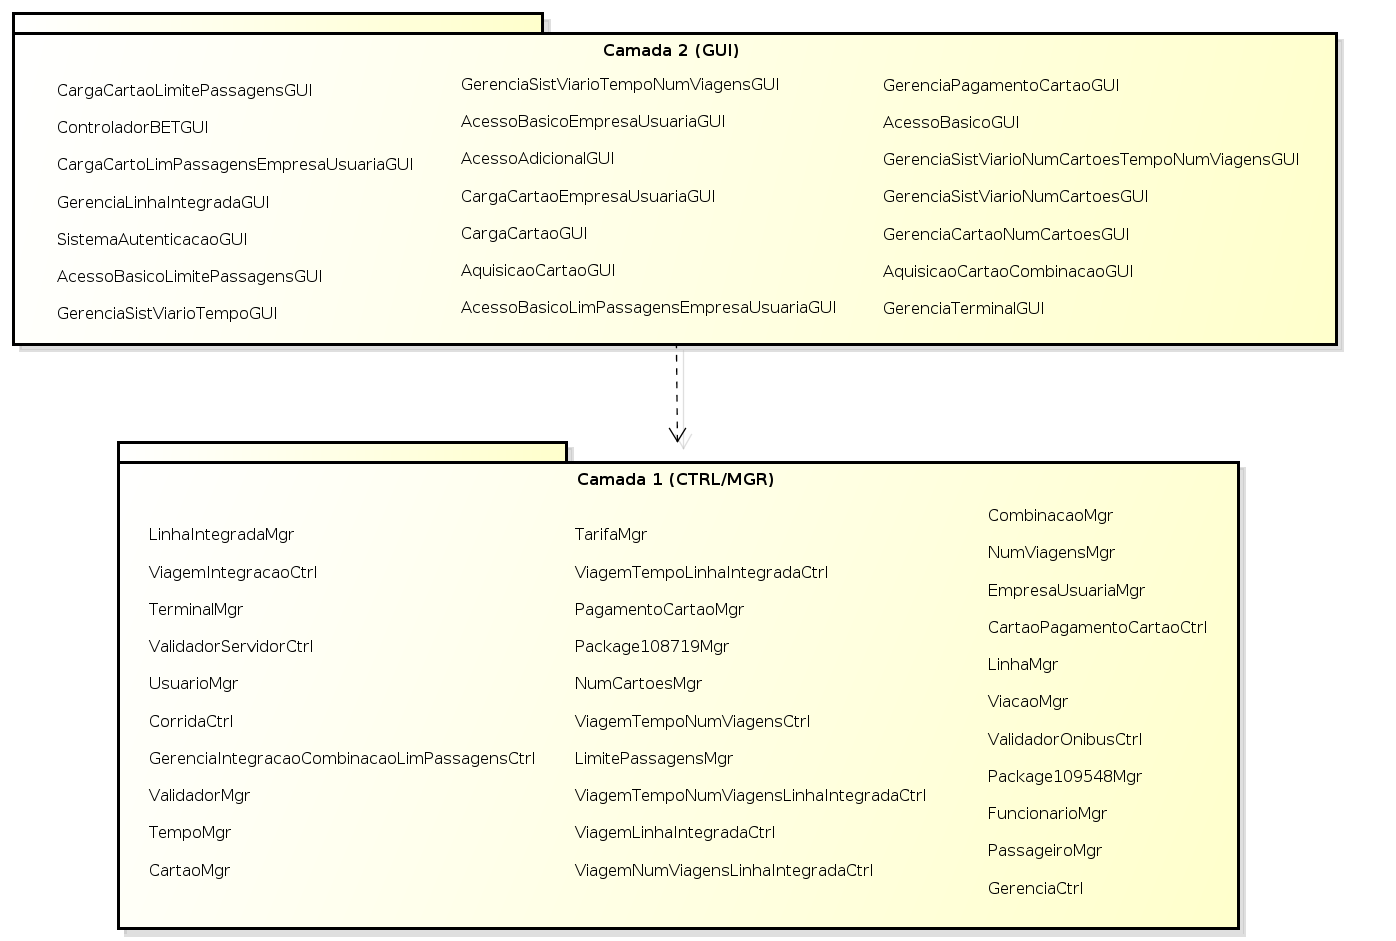 Camada 2 (GUI)
CargaCartaoLimitePassagensGUI
ControladorBETGUI
CargaCartoLimPassagensEmpresaUsuariaGUI
GerenciaLinhaIntegradaGUI
SistemaAutenticacaoGUI
AcessoBasicoLimitePassagensGUI
GerenciaSistViarioTempoGUI
GerenciaSistViarioTempoNumViagensGUI
AcessoBasicoEmpresaUsuariaGUI
AcessoAdicionalGUI
CargaCartaoEmpresaUsuariaGUI
CargaCartaoGUI
AquisicaoCartaoGUI
AcessoBasicoLimPassagensEmpresaUsuariaGUI
GerenciaPagamentoCartaoGUI
AcessoBasicoGUI
GerenciaSistViarioNumCartoesTempoNumViagensGUI
GerenciaSistViarioNumCartoesGUI
GerenciaCartaoNumCartoesGUI
AquisicaoCartaoCombinacaoGUI
GerenciaTerminalGUI
Camada 1 (CTRL/MGR)
LinhaIntegradaMgr
ViagemIntegracaoCtrl
TerminalMgr
ValidadorServidorCtrl
UsuarioMgr
CorridaCtrl
GerenciaIntegracaoCombinacaoLimPassagensCtrl
ValidadorMgr
TempoMgr
CartaoMgr
TarifaMgr
ViagemTempoLinhaIntegradaCtrl
PagamentoCartaoMgr
Package108719Mgr
NumCartoesMgr
ViagemTempoNumViagensCtrl
LimitePassagensMgr
ViagemTempoNumViagensLinhaIntegradaCtrl
ViagemLinhaIntegradaCtrl
ViagemNumViagensLinhaIntegradaCtrl
CombinacaoMgr
NumViagensMgr
EmpresaUsuariaMgr
CartaoPagamentoCartaoCtrl
LinhaMgr
ViacaoMgr
ValidadorOnibusCtrl
Package109548Mgr
FuncionarioMgr
PassageiroMgr
GerenciaCtrl